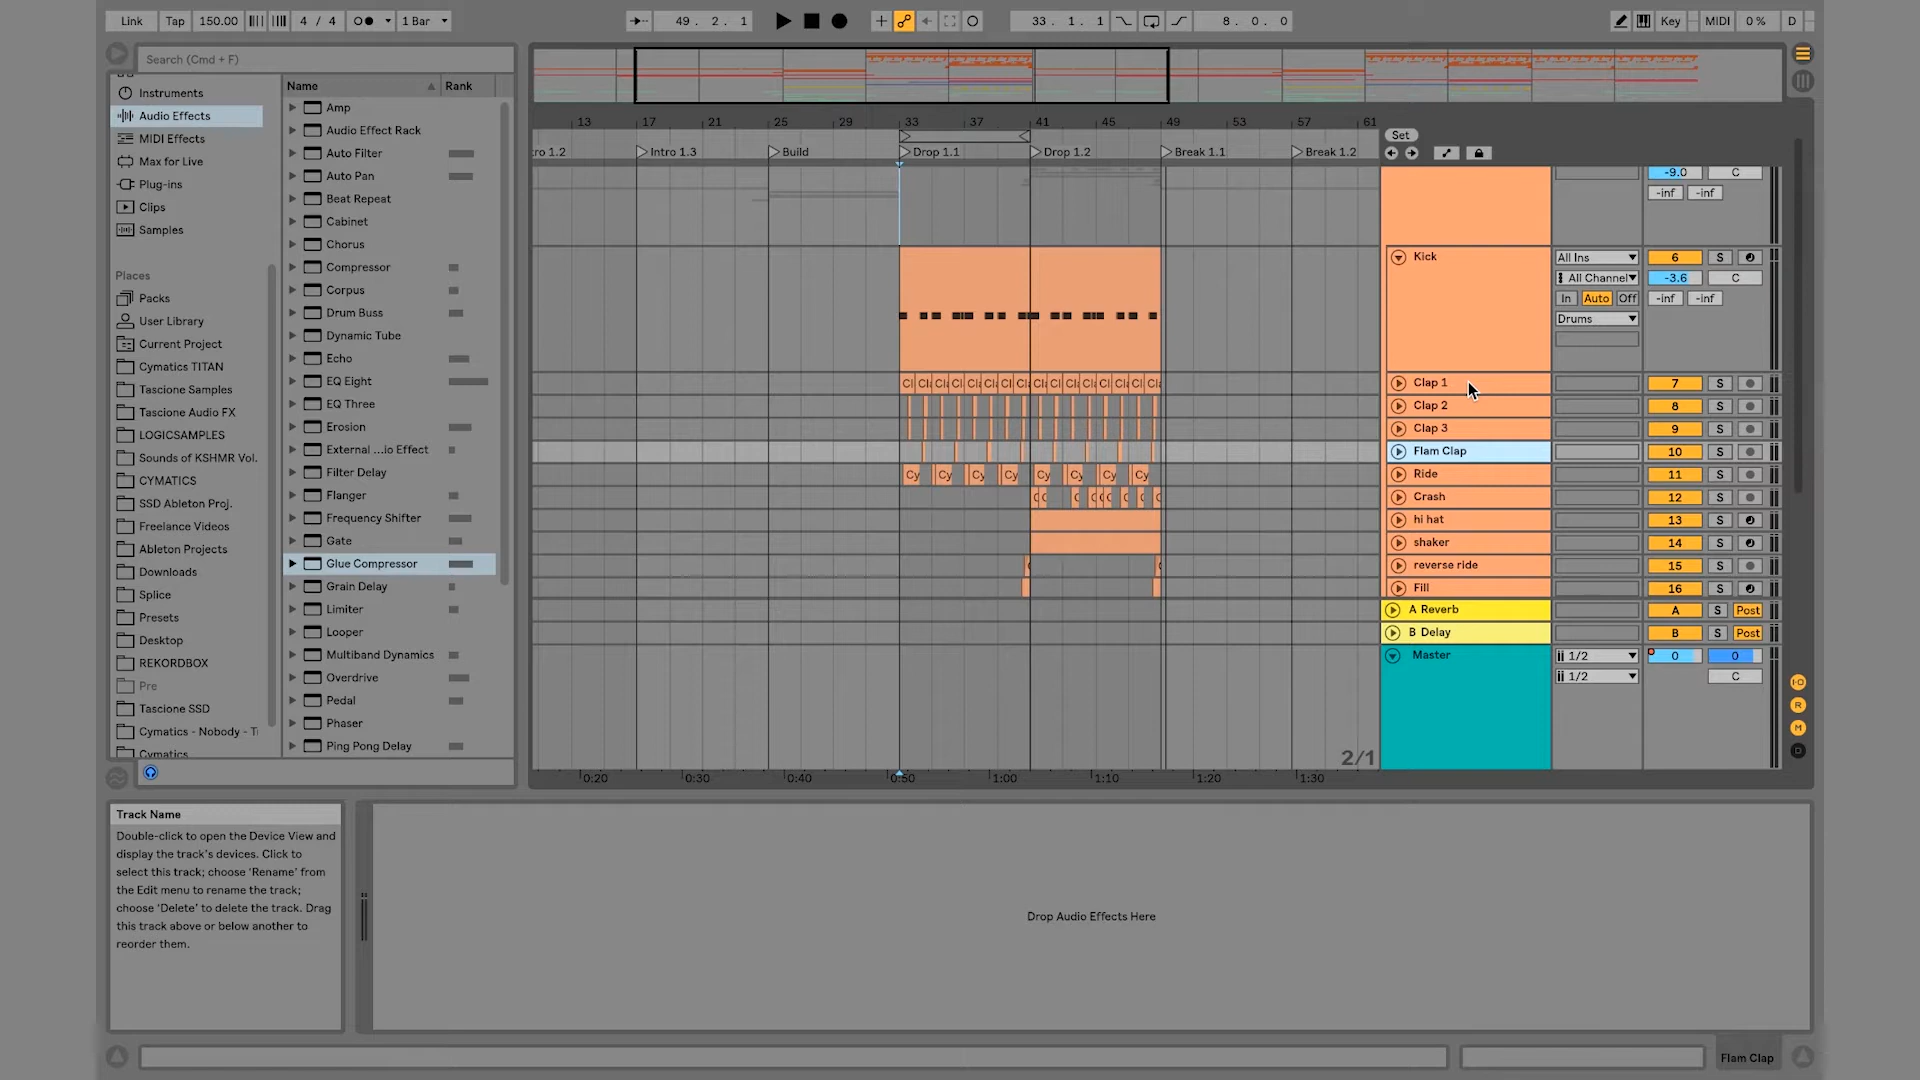 Link Tap 150.00 4 / 4 1 Bar 49. 2. 1 33. 1. 1 8. 0. 0 Key MIDI 0 % D
Search (Cmd + F)
Instruments
Audio Effects
MIDI Effects
Max for Live
Plug-ins
Clips
Samples
Places
Packs
User Library
Current Project
Cymatics TITAN
Tascione Samples
Tascione Audio FX
LOGICSAMPLES
Sounds of KSHMR Vol.
CYMATICS
SSD Ableton Proj.
Freelance Videos
Ableton Projects
Downloads
Splice
Presets
Desktop
REKORDBOX
Pre
Tascione SSD
Cymatics - Nobody - Ti
Cymatics
Name Rank
Amp
Audio Effect Rack
Auto Filter
Auto Pan
Beat Repeat
Cabinet
Chorus
Compressor
Corpus
Drum Buss
Dynamic Tube
Echo
EQ Eight
EQ Three
Erosion
External ...io Effect
Filter Delay
Flanger
Frequency Shifter
Gate
Glue Compressor
Grain Delay
Limiter
Looper
Multiband Dynamics
Overdrive
Pedal
Phaser
Ping Pong Delay
13 17 21 25 29 33 37 41 45 49 53 57 61
Set
ro 1.2 Intro 1.3 Build Drop 1.1 Drop 1.2 Break 1.1 Break 1.2
-9.0 C
-inf -inf
Kick All Ins 6 S
All Channel -3.6 C
In Auto Off -inf -inf
Drums
Clap 1 7 S
Clap 2 8 S
Clap 3 9 S
Flam Clap 10 S
Cy Cy Cy Cy Cy Cy Cy Cy Ride 11 S
Crash 12 S
hi hat 13 S
shaker 14 S
reverse ride 15 S
Fill 16 S
A Reverb A S Post
B Delay B S Post
Master 1/2 0 0
1/2 C
2/1
0:20 0:30 0:40 0:50 1:00 1:10 1:20 1:30
Track Name
Double-click to open the Device View and
display the track's devices. Click to
select this track; choose 'Rename' from
the Edit menu to rename the track;
choose 'Delete' to delete the track. Drag
this track above or below another to
reorder them.
Drop Audio Effects Here
Flam Clap